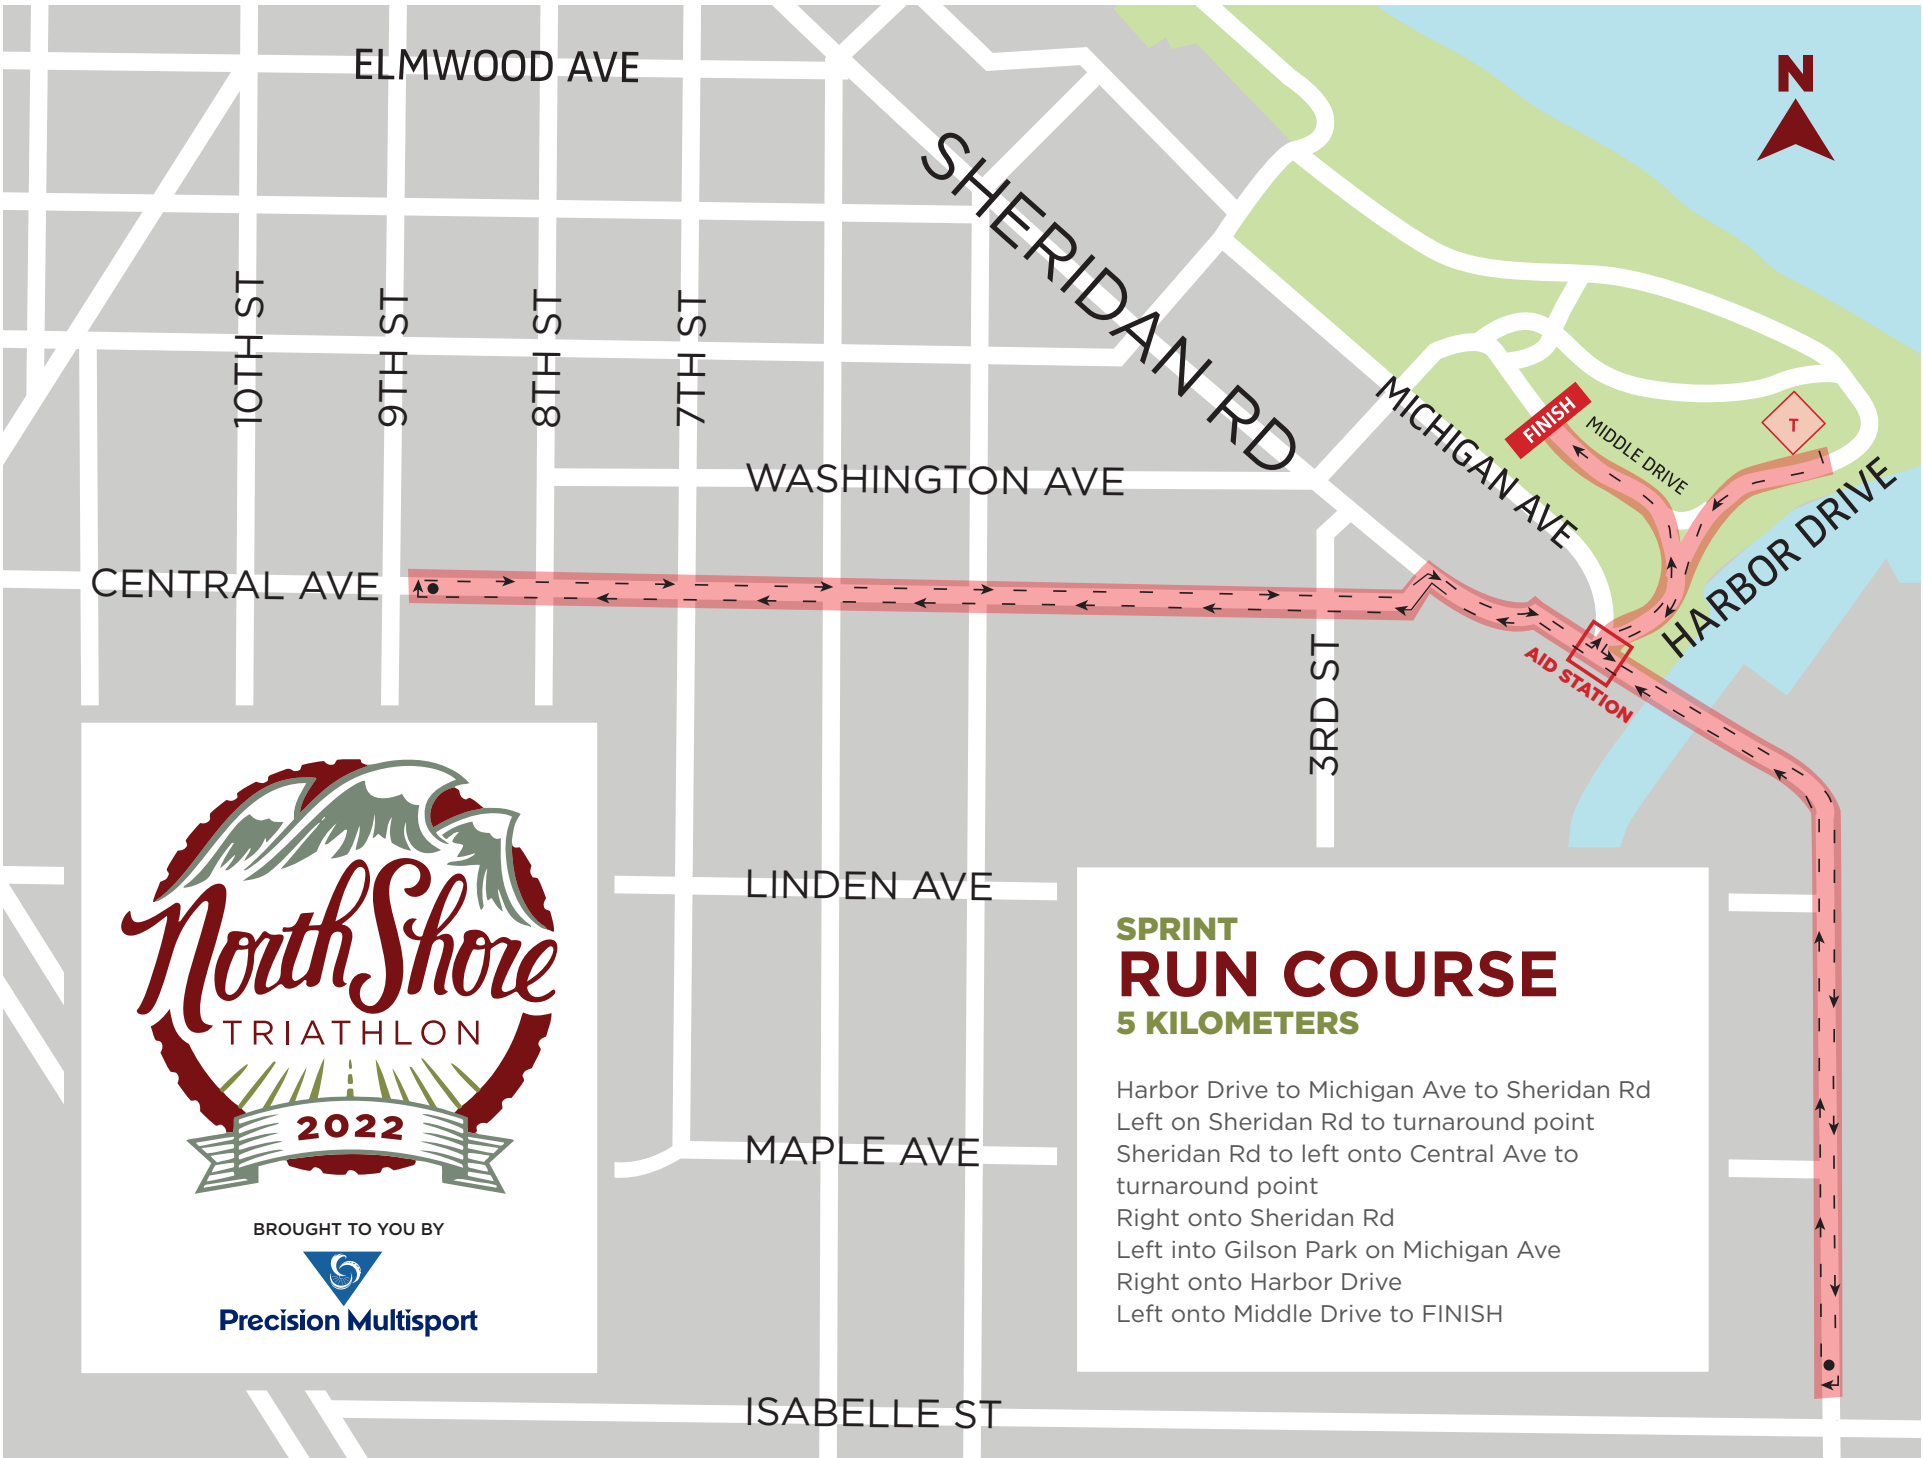 ELMWOOD AVE
N
SHERIDAN RD
10TH ST
9TH ST
8TH ST
7TH ST
MICHIGAN AVE
FINISH
MIDDLE DRIVE
T
HARBOR DRIVE
WASHINGTON AVE
CENTRAL AVE
3RD ST
AID STATION
North Shore
TRIATHLON
2022
BROUGHT TO YOU BY
Precision Multisport
LINDEN AVE
MAPLE AVE
ISABELLE ST
SPRINT
RUN COURSE
5 KILOMETERS
Harbor Drive to Michigan Ave to Sheridan Rd
Left on Sheridan Rd to turnaround point
Sheridan Rd to left onto Central Ave to
turnaround point
Right onto Sheridan Rd
Left into Gilson Park on Michigan Ave
Right onto Harbor Drive
Left onto Middle Drive to FINISH